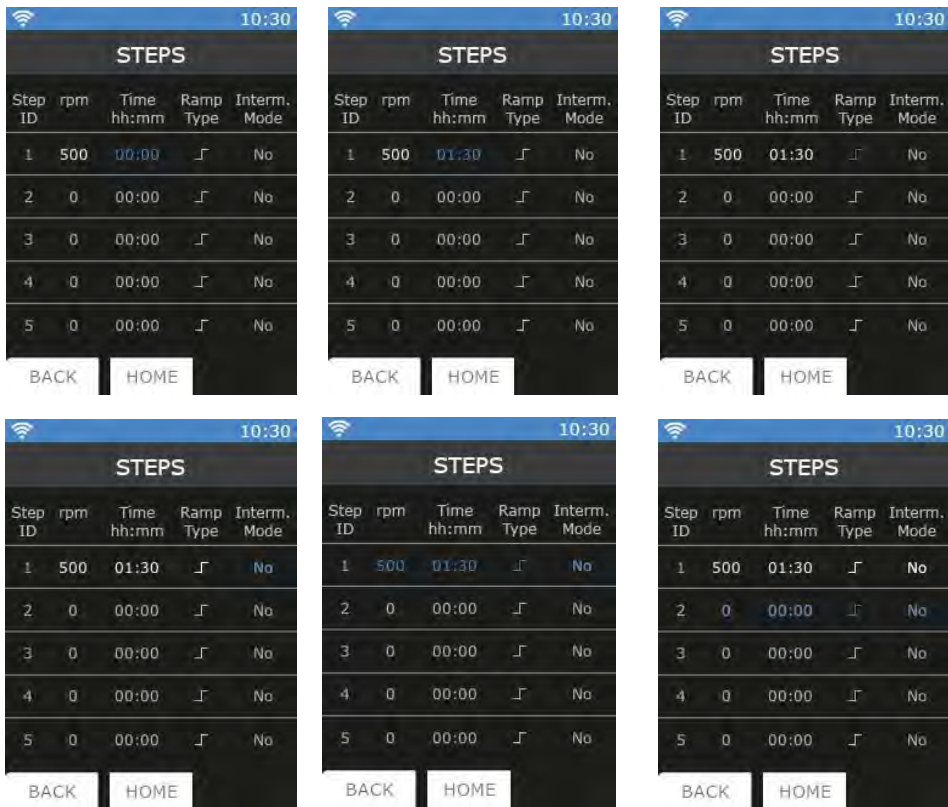 10:30
STEPS
Step ID rpm Time hh:mm Ramp Type Interm. Mode
1 500 00:00 No
2 0 00:00 No
3 0 00:00 No
4 0 00:00 No
5 0 00:00 No
BACK HOME
10:30
STEPS
Step ID rpm Time hh:mm Ramp Type Interm. Mode
1 500 01:30 No
2 0 00:00 No
3 0 00:00 No
4 0 00:00 No
5 0 00:00 No
BACK HOME
10:30
STEPS
Step ID rpm Time hh:mm Ramp Type Interm. Mode
1 500 01:30 No
2 0 00:00 No
3 0 00:00 No
4 0 00:00 No
5 0 00:00 No
BACK HOME
10:30
STEPS
Step ID rpm Time hh:mm Ramp Type Interm. Mode
1 500 01:30 No
2 0 00:00 No
3 0 00:00 No
4 0 00:00 No
5 0 00:00 No
BACK HOME
10:30
STEPS
Step ID rpm Time hh:mm Ramp Type Interm. Mode
1 500 01:30 No
2 0 00:00 No
3 0 00:00 No
4 0 00:00 No
5 0 00:00 No
BACK HOME
10:30
STEPS
Step ID rpm Time hh:mm Ramp Type Interm. Mode
1 500 01:30 No
2 0 00:00 No
3 0 00:00 No
4 0 00:00 No
5 0 00:00 No
BACK HOME